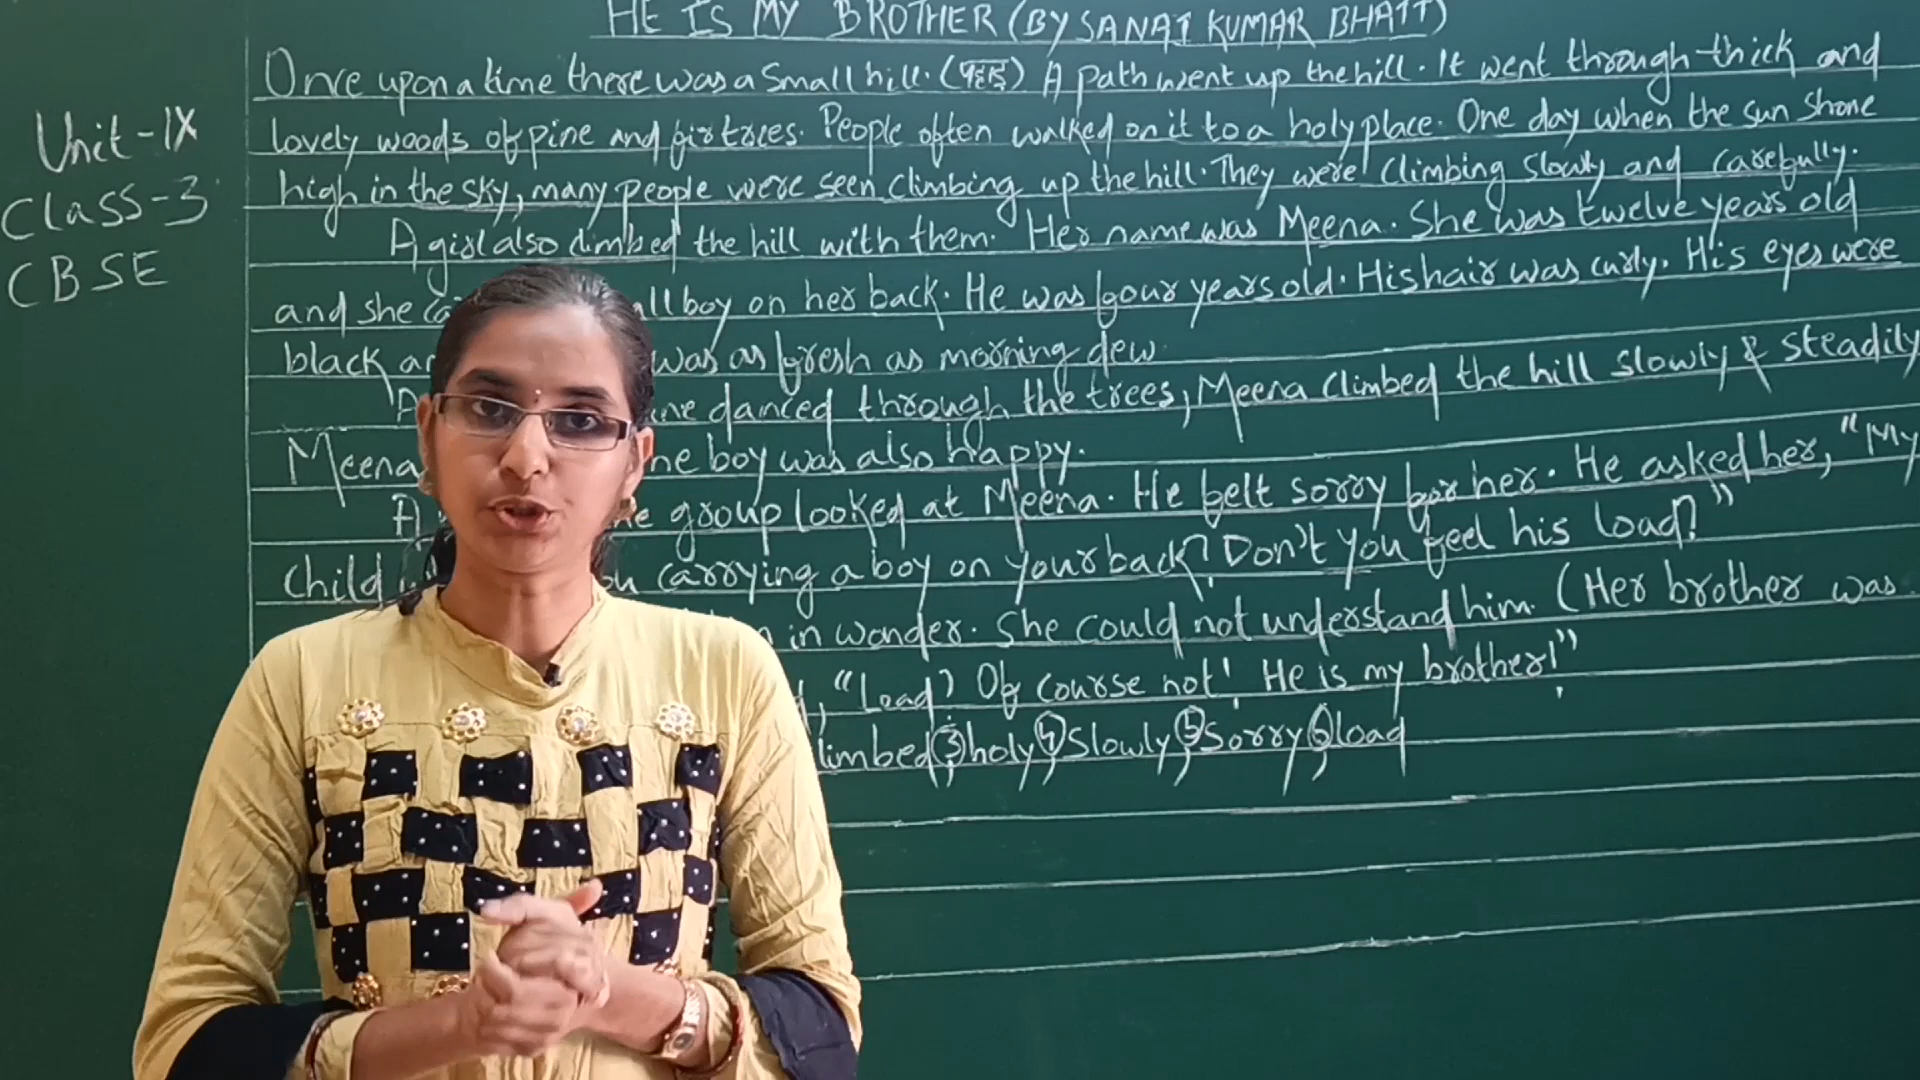 HE IS MY BROTHER (BY SANAT KUMAR BHATT)
Once upon a time there was a small hill. (पहाड़) A path went up the hill. It went through thick and
lovely woods of pine and fir trees. People often walked on it to a holy place. One day when the sun shone
high in the sky, many people were seen climbing up the hill. They were climbing slowly and carefully.
A girl also climbed the hill with them. Her name was Meena. She was twelve years old
and she boy on her back. He was four years old. His hair was curly. His eyes were
black was as fresh as morning dew.
danced through the trees, Meena climbed the hill slowly & steadily
Meena boy was also happy.
group looked at Meena. He felt sorry for her. He asked her, "My
child carrying a boy on your back? Don't you feel his load?"
in wonder. She could not understand him. (Her brother was
"Load? Of course not! He is my brother!"
limbed, ③ holy, ④ Slowly, ⑤ Sorry, ⑥ load
Unit-IX
Class-3
CBSE